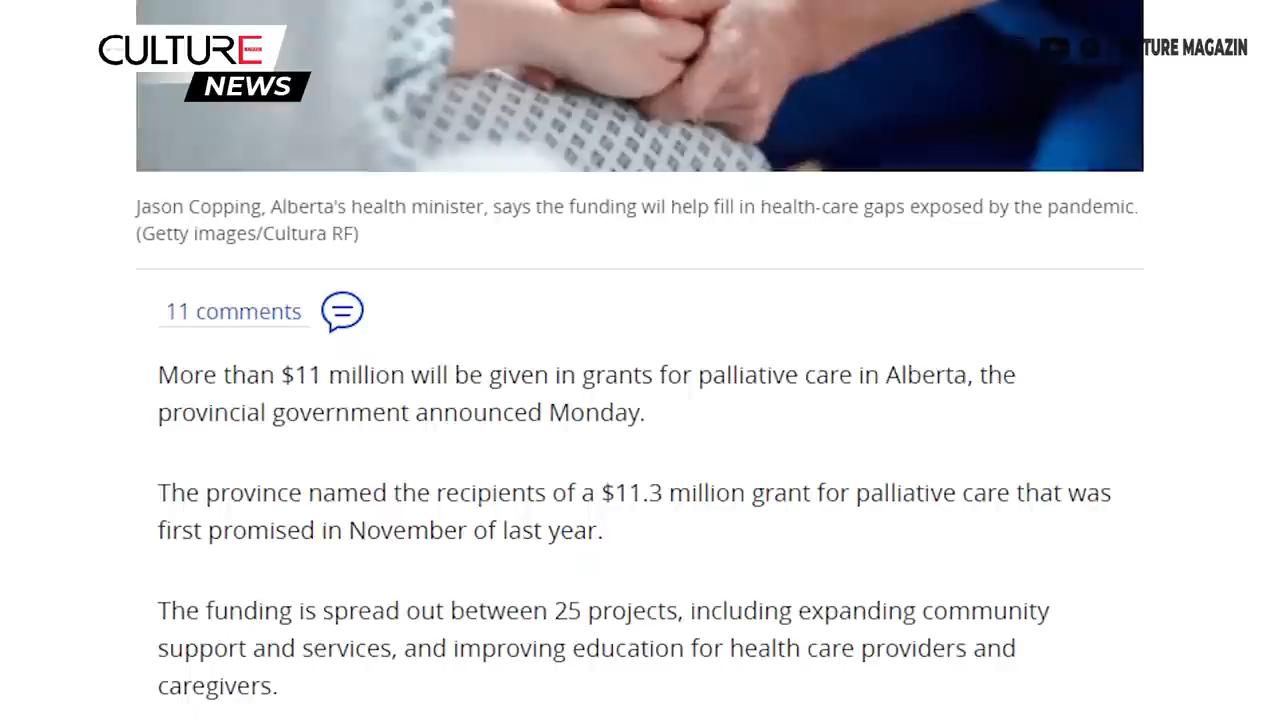 CULTURE
NEWS
TURE MAGAZIN
Jason Copping, Alberta's health minister, says the funding wil help fill in health-care gaps exposed by the pandemic.
(Getty images/Cultura RF)
11 comments
More than $11 million will be given in grants for palliative care in Alberta, the
provincial government announced Monday.
The province named the recipients of a $11.3 million grant for palliative care that was
first promised in November of last year.
The funding is spread out between 25 projects, including expanding community
support and services, and improving education for health care providers and
caregivers.